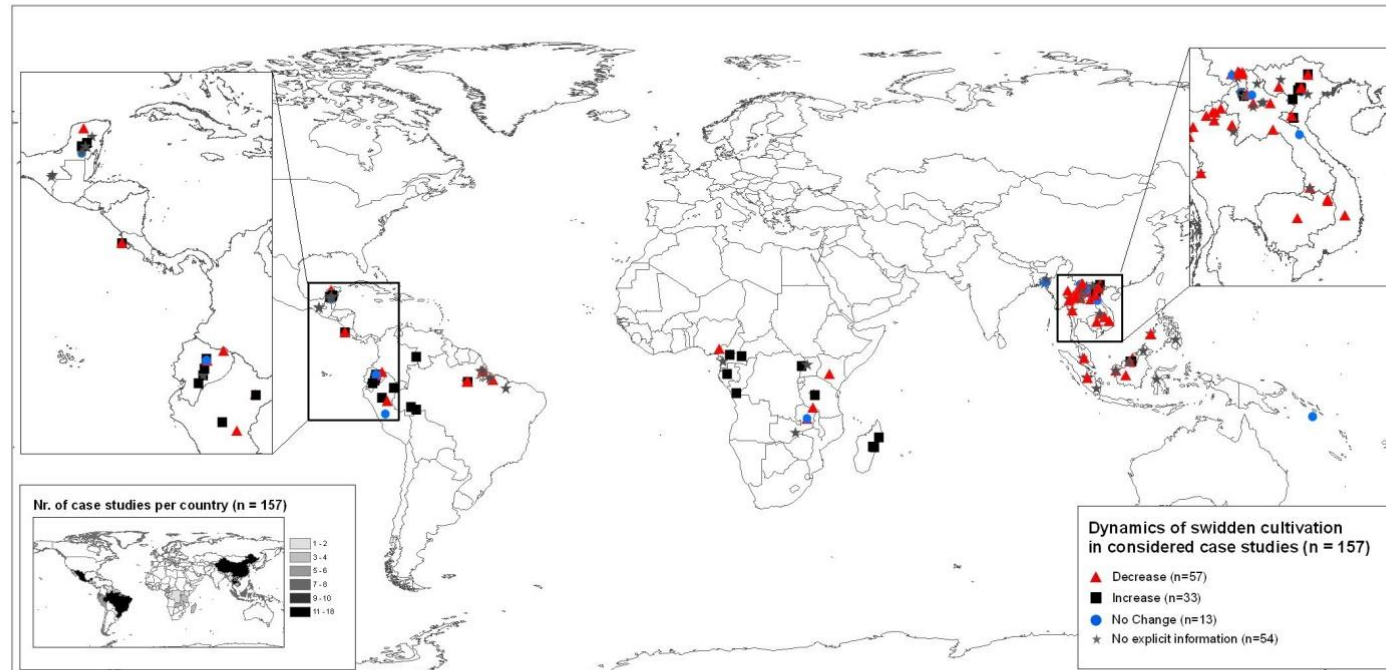 Nr. of case studies per country (n = 157)
1 - 2
3 - 4
5 - 6
7 - 8
9 - 10
11 - 18
Dynamics of swidden cultivation
in considered case studies (n = 157)
Decrease (n=57)
Increase (n=33)
No Change (n=13)
No explicit information (n=54)